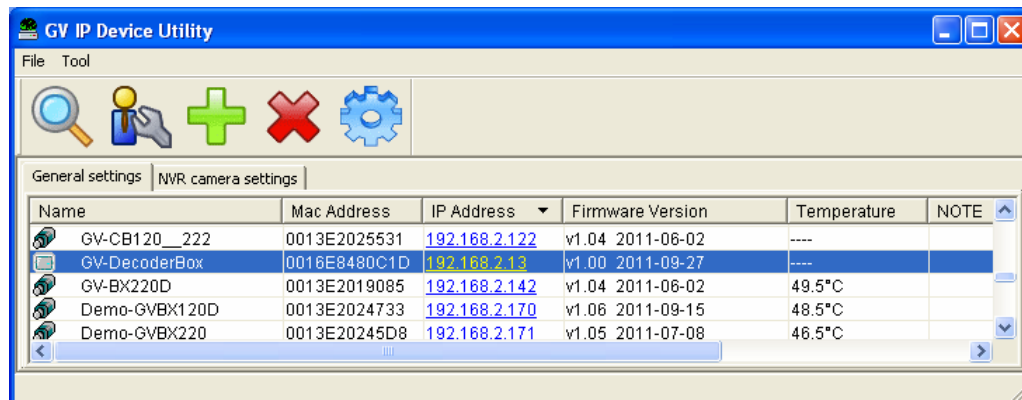 GV IP Device Utility
File Tool
General settings NVR camera settings
Name Mac Address IP Address Firmware Version Temperature NOTE
GV-CB120__222 0013E2025531 192.168.2.122 v1.04 2011-06-02 ----
GV-DecoderBox 0016E8480C1D 192.168.2.13 v1.00 2011-09-27 ----
GV-BX220D 0013E2019085 192.168.2.142 v1.04 2011-06-02 49.5°C
Demo-GVBX120D 0013E2024733 192.168.2.170 v1.06 2011-09-15 48.5°C
Demo-GVBX220 0013E20245D8 192.168.2.171 v1.05 2011-07-08 46.5°C